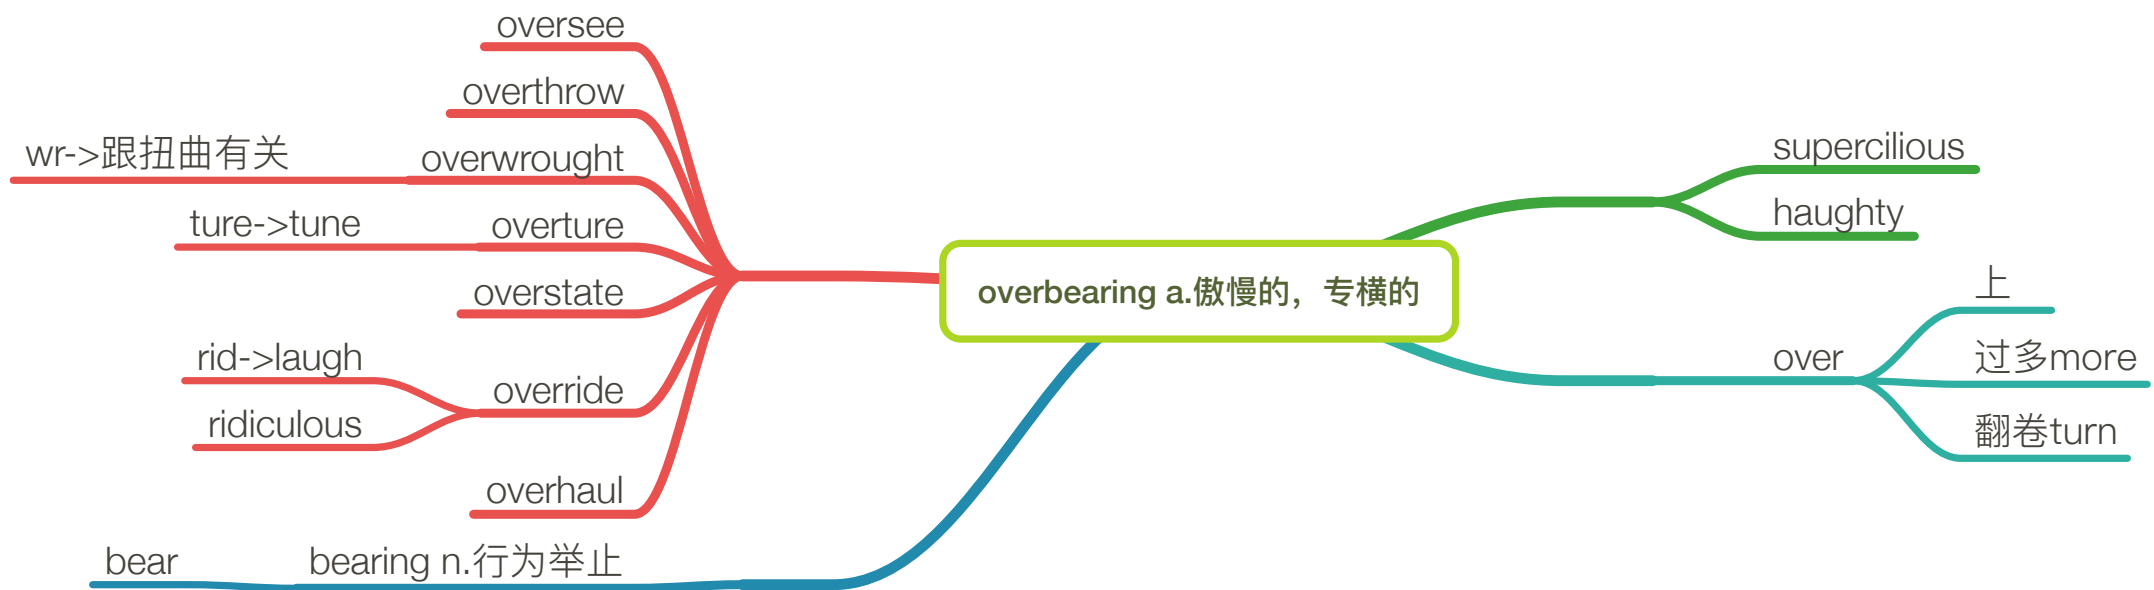 oversee
overthrow
wr->跟扭曲有关
overwrought
ture->tune
overture
overstate
rid->laugh
ridiculous
override
overhaul
bear
bearing n.行为举止
overbearing a.傲慢的，专横的
supercilious
haughty
over
上
过多more
翻卷turn